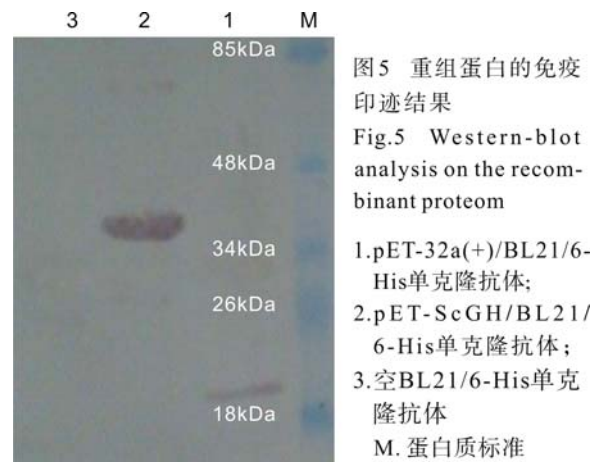 3 2 1 M
85kDa
48kDa
34kDa
26kDa
18kDa
图5 重组蛋白的免疫
印迹结果
Fig.5 Western-blot
analysis on the recom-
binant proteom
1.pET-32a(+)/BL21/6-
His单克隆抗体;
2.pET-ScGH/BL21/
6-His单克隆抗体；
3.空BL21/6-His单克
隆抗体
M. 蛋白质标准